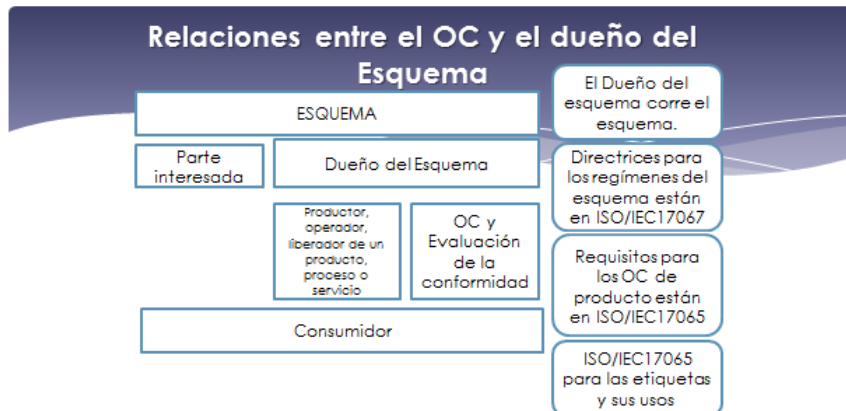 Relaciones entre el OC y el dueño del
Esquema
ESQUEMA
Parte
interesada
Dueño del Esquema
Productor,
operador,
liberador de un
producto,
proceso o
servicio
OC y
Evaluación
de la
conformidad
Consumidor
El Dueño del
esquema corre el
esquema.
Directrices para
los regímenes del
esquema están
en ISO/IEC17067
Requisitos para
los OC de
producto están
en ISO/IEC17065
ISO/IEC17065
para las etiquetas
y sus usos